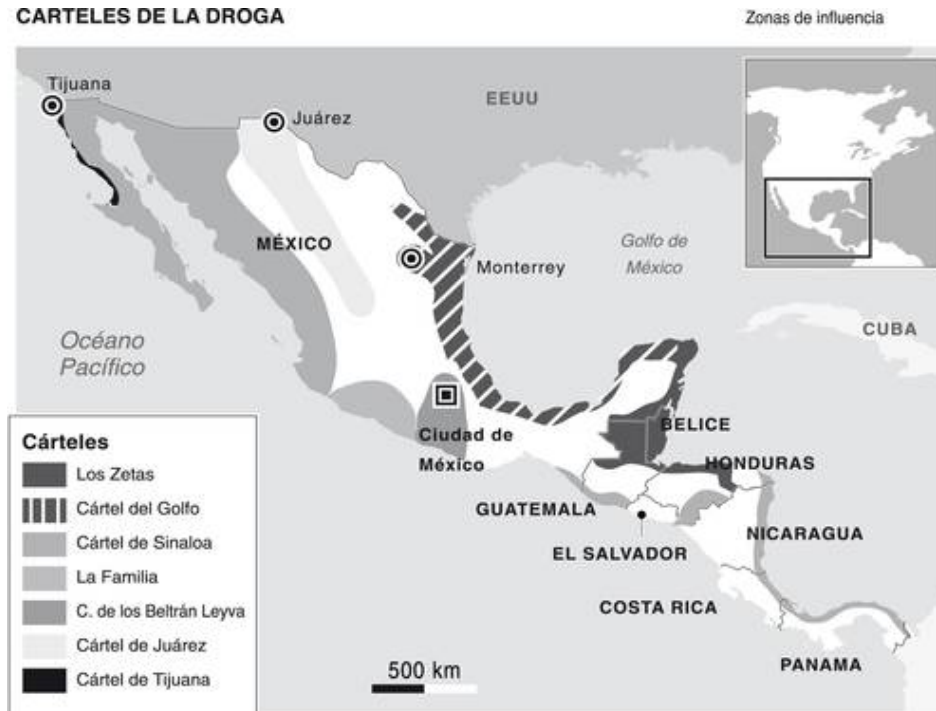 CARTELES DE LA DROGA
Zonas de influencia
Tijuana
EEUU
Juárez
MÉXICO
Golfo de
México
Monterrey
Océano
Pacífico
CUBA
Ciudad de
México
BELICE
HONDURAS
GUATEMALA
NICARAGUA
EL SALVADOR
COSTA RICA
PANAMA
500 km
Cárteles
Los Zetas
Cártel del Golfo
Cártel de Sinaloa
La Familia
C. de los Beltrán Leyva
Cártel de Juárez
Cártel de Tijuana